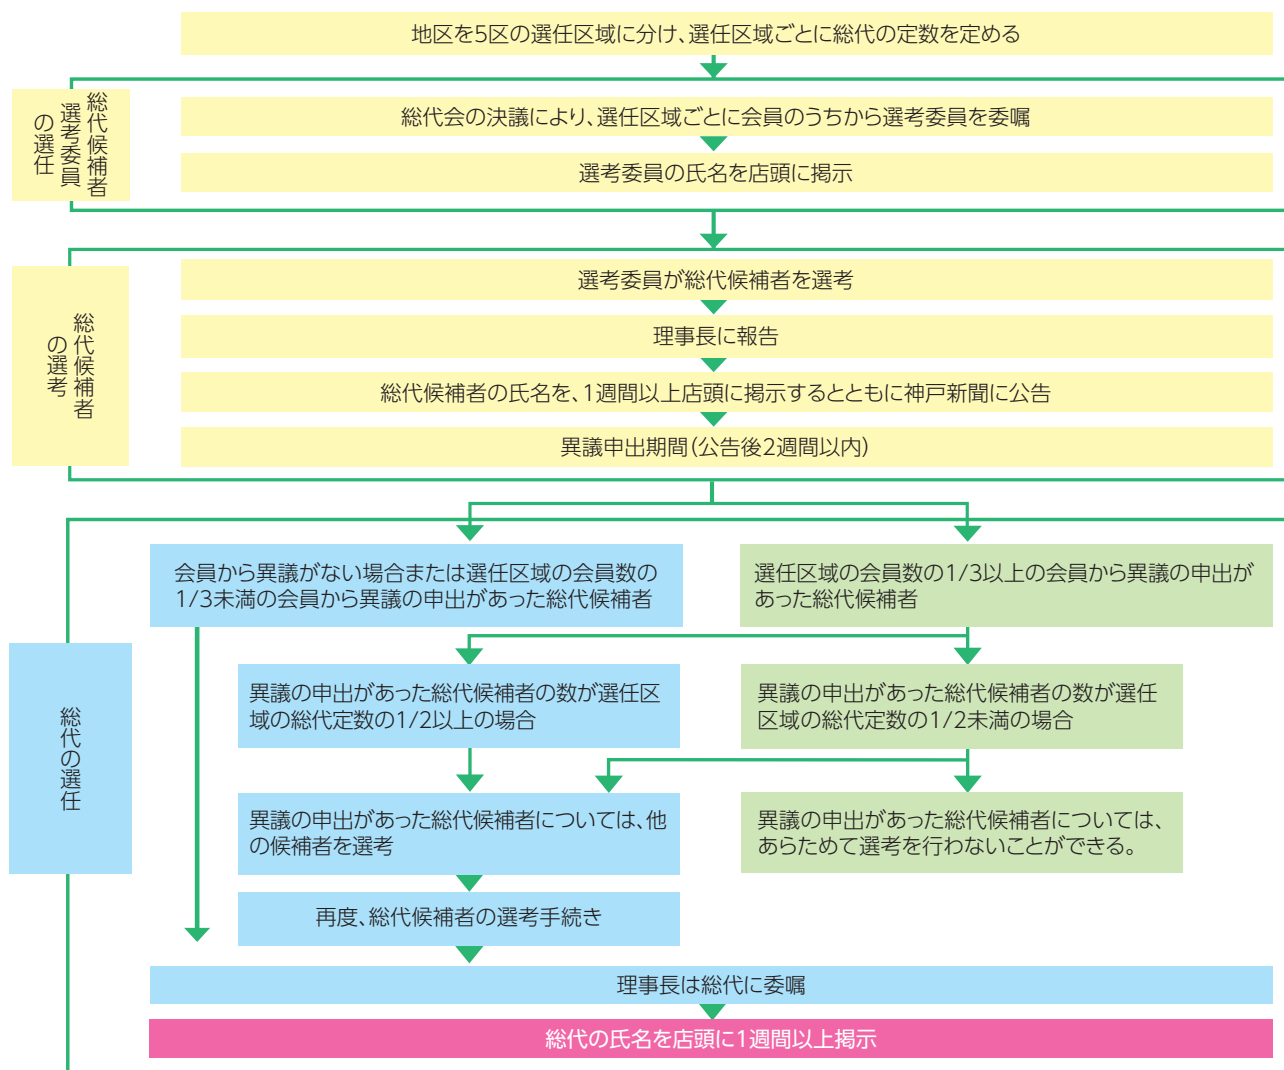 地区を5区の選任区域に分け、選任区域ごとに総代の定数を定める
総代候補者
選考委員
の選任
総代会の決議により、選任区域ごとに会員のうちから選考委員を委嘱
選考委員の氏名を店頭に掲示
総代候補者
の選考
選考委員が総代候補者を選考
理事長に報告
総代候補者の氏名を、1週間以上店頭に掲示するとともに神戸新聞に公告
異議申出期間(公告後2週間以内)
総代の選任
会員から異議がない場合または選任区域の会員数の
1/3未満の会員から異議の申出があった総代候補者
選任区域の会員数の1/3以上の会員から異議の申出が
あった総代候補者
異議の申出があった総代候補者の数が選任区
域の総代定数の1/2以上の場合
異議の申出があった総代候補者の数が選任
区域の総代定数の1/2未満の場合
異議の申出があった総代候補者については、他
の候補者を選考
異議の申出があった総代候補者については、
あらためて選考を行わないことができる。
再度、総代候補者の選考手続き
理事長は総代に委嘱
総代の氏名を店頭に1週間以上掲示